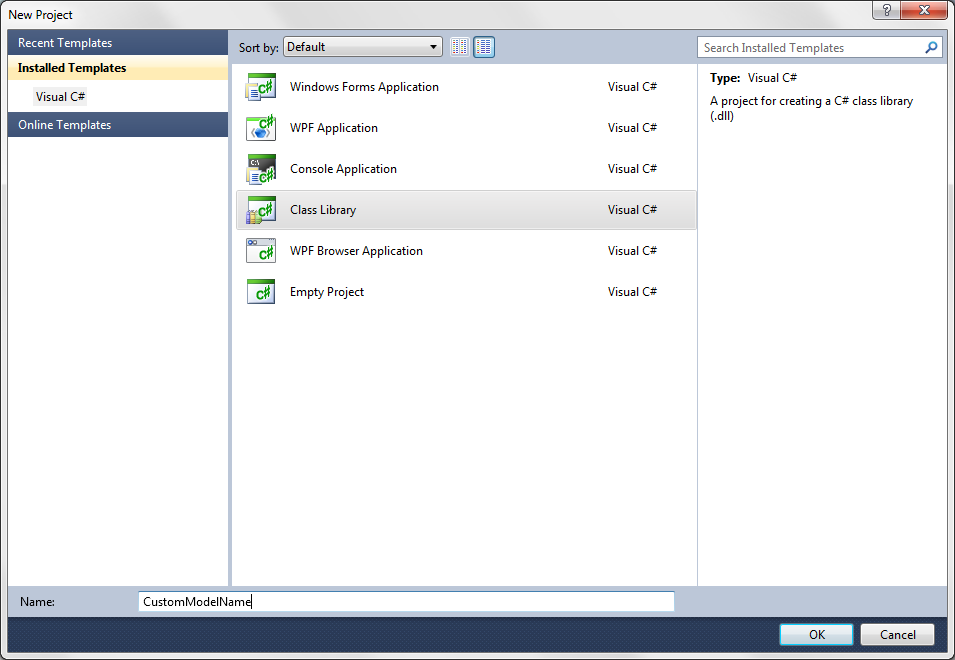 New Project
Recent Templates
Installed Templates
Visual C#
Online Templates
Sort by: Default
Search Installed Templates
Windows Forms Application Visual C#
WPF Application Visual C#
Console Application Visual C#
Class Library Visual C#
WPF Browser Application Visual C#
Empty Project Visual C#
Type: Visual C#
A project for creating a C# class library
(.dll)
Name: CustomModelName
OK Cancel